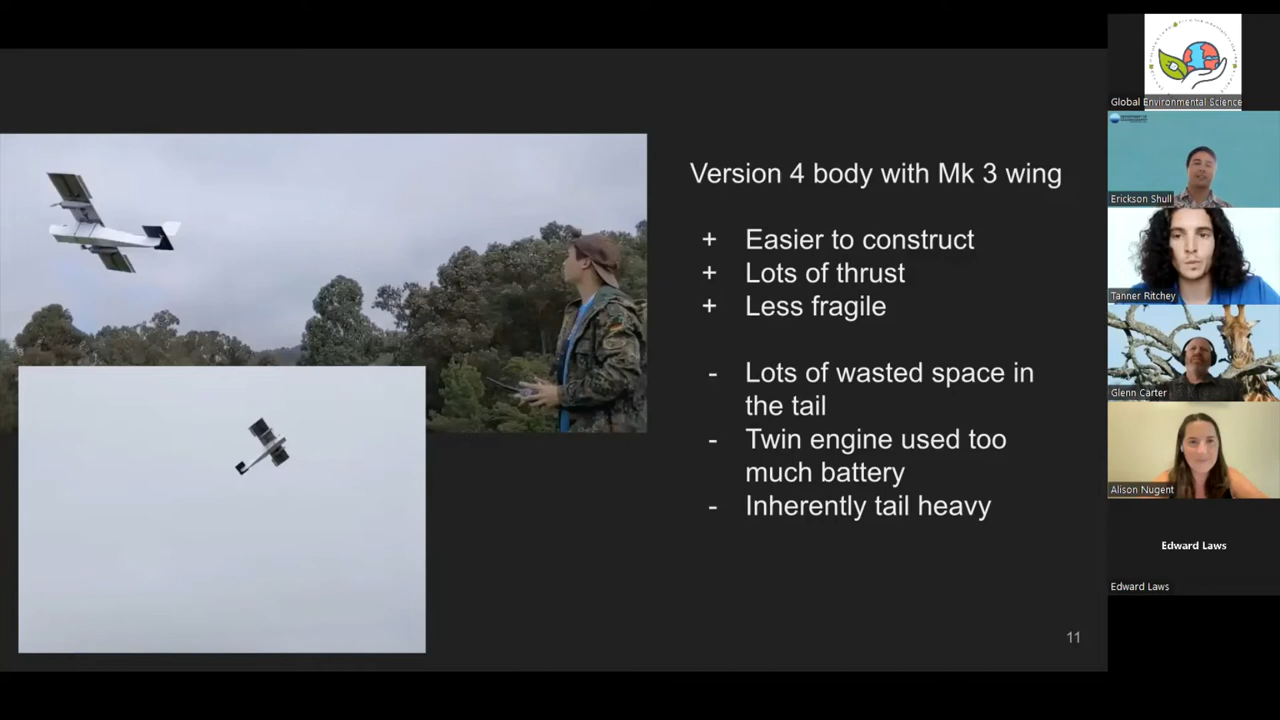 Version 4 body with Mk 3 wing
+ Easier to construct
+ Lots of thrust
+ Less fragile
- Lots of wasted space in
the tail
- Twin engine used too
much battery
- Inherently tail heavy
11
Global Environmental Science
Erickson Shull
Tanner Ritchey
Glenn Carter
Alison Nugent
Edward Laws
Edward Laws